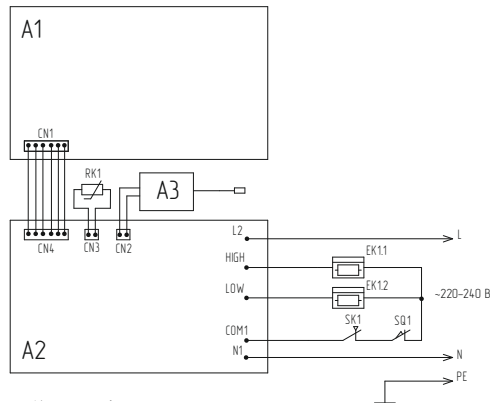 A1
CN1
RK1
A3
CN4
CN3
CN2
L2
L
HIGH
EK1.1
LOW
EK1.2
~220-240 В
SK1
SQ1
COM1
A2
N1
N
PE